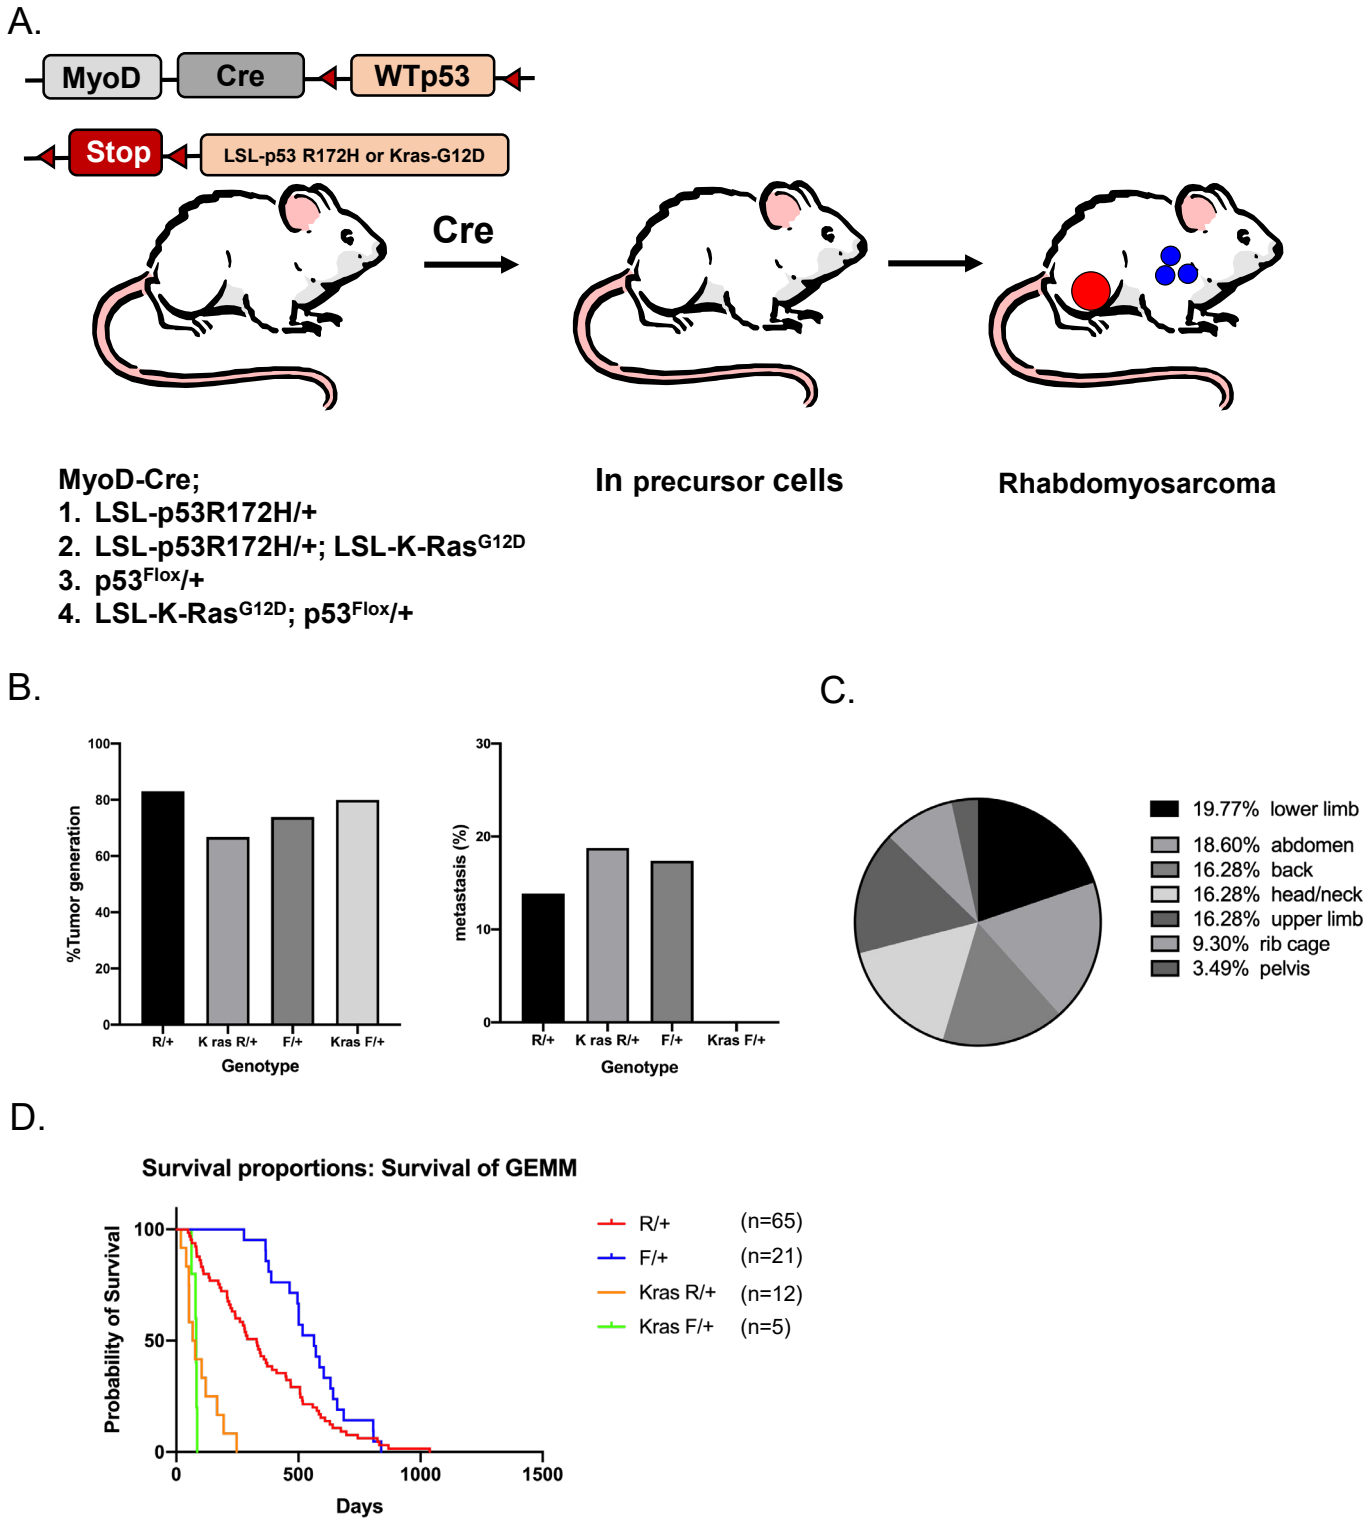 A.
MyoD Cre WTp53
Stop LSL-p53 R172H or Kras-G12D
Cre
MyoD-Cre;
1. LSL-p53R172H/+
2. LSL-p53R172H/+; LSL-K-RasG12D
3. p53Flox/+
4. LSL-K-RasG12D; p53Flox/+
In precursor cells
Rhabdomyosarcoma
B.
%Tumor generation
100
80
60
40
20
0
R/+ K ras R/+ F/+ Kras F/+
Genotype
metastasis (%)
30
20
10
0
R/+ K ras R/+ F/+ Kras F/+
Genotype
C.
19.77% lower limb
18.60% abdomen
16.28% back
16.28% head/neck
16.28% upper limb
9.30% rib cage
3.49% pelvis
D.
Survival proportions: Survival of GEMM
Probability of Survival
100
50
0
0 500 1000 1500
Days
R/+ (n=65)
F/+ (n=21)
Kras R/+ (n=12)
Kras F/+ (n=5)